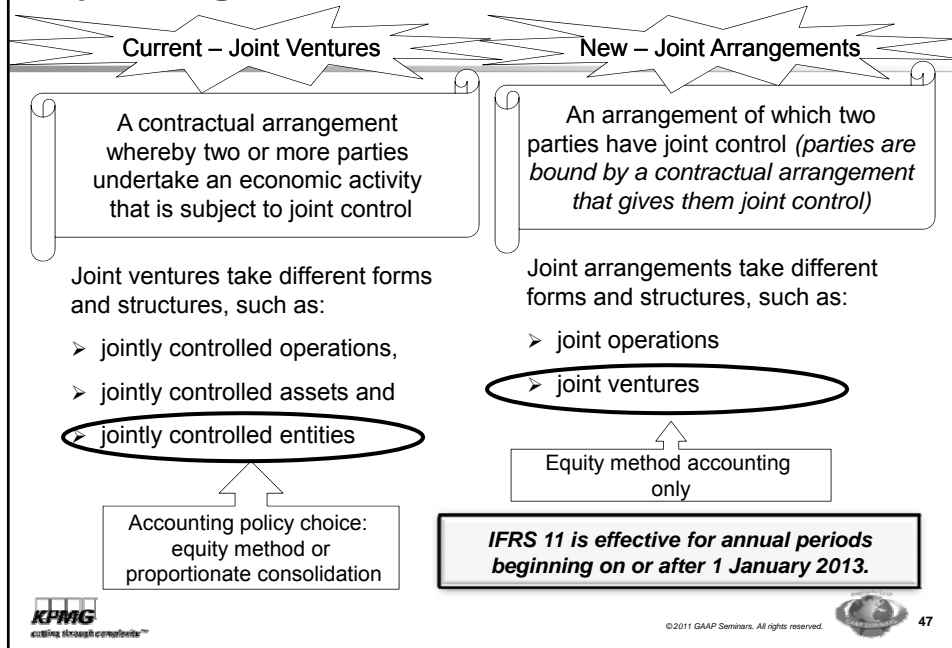 Current – Joint Ventures
A contractual arrangement
whereby two or more parties
undertake an economic activity
that is subject to joint control
Joint ventures take different forms
and structures, such as:
➢ jointly controlled operations,
➢ jointly controlled assets and
➢ jointly controlled entities
Accounting policy choice:
equity method or
proportionate consolidation
New – Joint Arrangements
An arrangement of which two
parties have joint control (parties are
bound by a contractual arrangement
that gives them joint control)
Joint arrangements take different
forms and structures, such as:
➢ joint operations
➢ joint ventures
Equity method accounting
only
IFRS 11 is effective for annual periods
beginning on or after 1 January 2013.
KPMG
cutting through complexity™
©2011 GAAP Seminars. All rights reserved.
GAAP SEMINARS
47